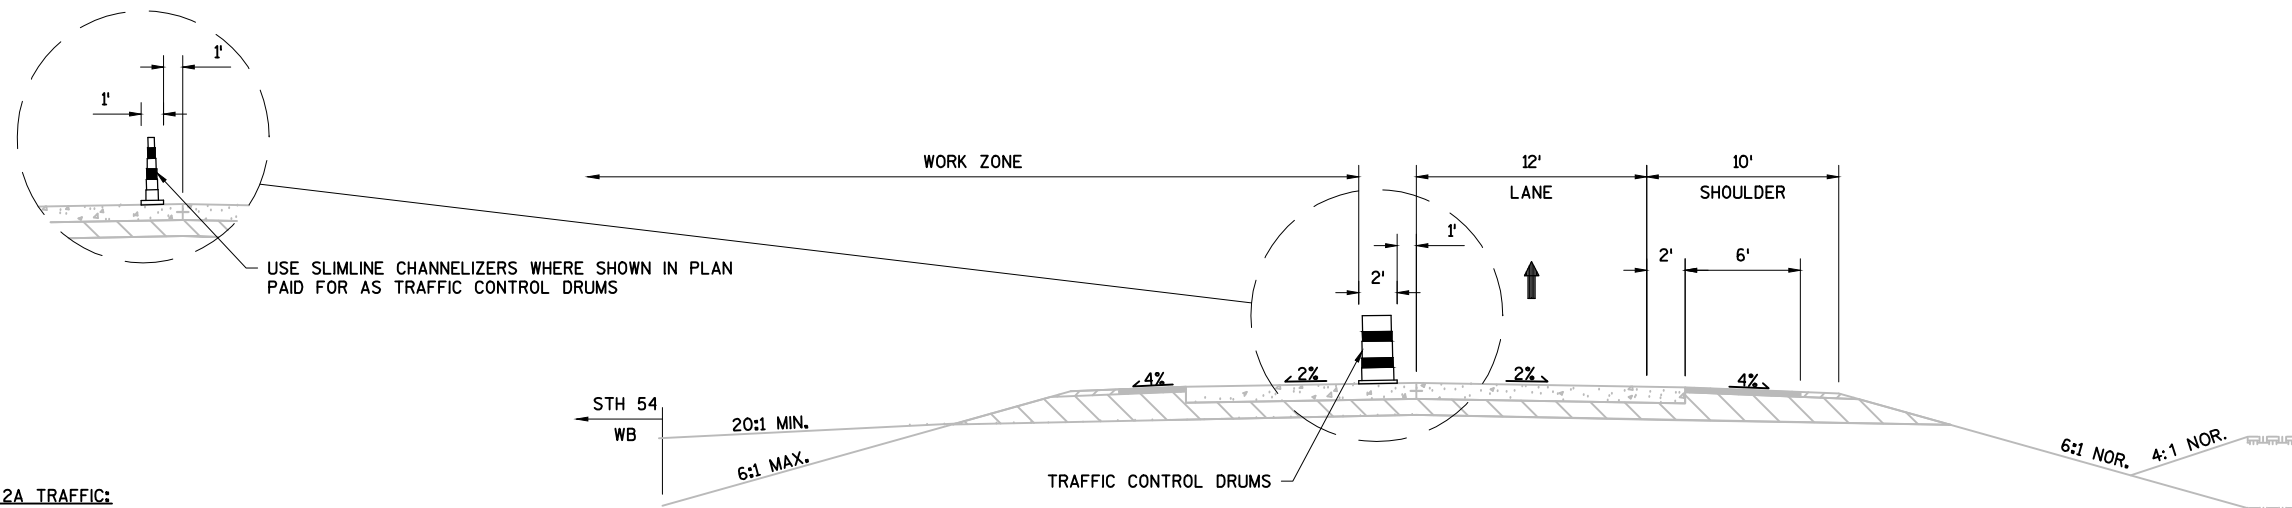 1'
1'
WORK ZONE
12'
10'
LANE
SHOULDER
1'
2'
6'
2'
USE SLIMLINE CHANNELIZERS WHERE SHOWN IN PLAN
PAID FOR AS TRAFFIC CONTROL DRUMS
4%
2%
2%
4%
STH 54
WB
20:1 MIN.
6:1 MAX.
6:1 NOR.
4:1 NOR.
TRAFFIC CONTROL DRUMS
2A TRAFFIC: